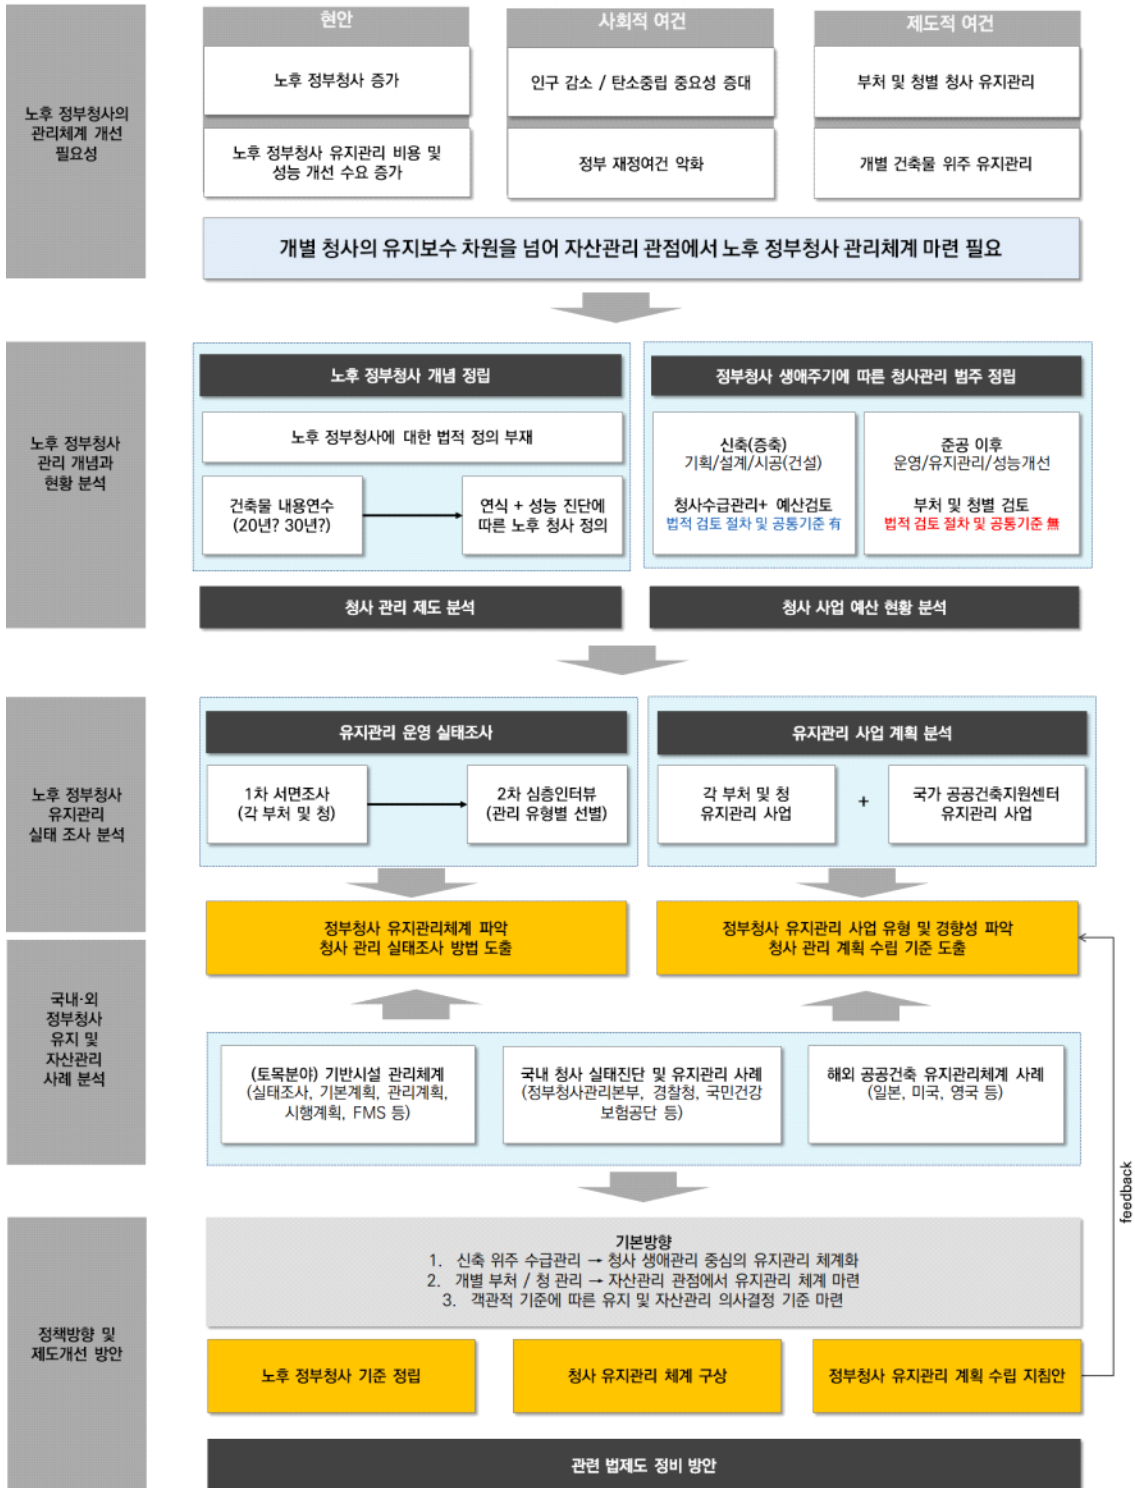 노후 정부청사의
관리체계 개선
필요성
현안
사회적 여건
제도적 여건
노후 정부청사 증가
인구 감소 / 탄소중립 중요성 증대
부처 및 청별 청사 유지관리
노후 정부청사 유지관리 비용 및
성능 개선 수요 증가
정부 재정여건 악화
개별 건축물 위주 유지관리
개별 청사의 유지보수 차원을 넘어 자산관리 관점에서 노후 정부청사 관리체계 마련 필요
노후 정부청사
관리 개념과
현황 분석
노후 정부청사 개념 정립
노후 정부청사에 대한 법적 정의 부재
건축물 내용연수
(20년? 30년?)
연식 + 성능 진단에
따른 노후 청사 정의
정부청사 생애주기에 따른 청사관리 범주 정립
신축(증축)
기획/설계/시공(건설)
청사수급관리+ 예산검토
법적 검토 절차 및 공통기준 有
준공 이후
운영/유지관리/성능개선
부처 및 청별 검토
법적 검토 절차 및 공통기준 無
청사 관리 제도 분석
청사 사업 예산 현황 분석
노후 정부청사
유지관리
실태 조사 분석
유지관리 운영 실태조사
1차 서면조사
(각 부처 및 청)
2차 심층인터뷰
(관리 유형별 선별)
유지관리 사업 계획 분석
각 부처 및 청
유지관리 사업
+
국가 공공건축지원센터
유지관리 사업
정부청사 유지관리체계 파악
청사 관리 실태조사 방법 도출
정부청사 유지관리 사업 유형 및 경향성 파악
청사 관리 계획 수립 기준 도출
국내·외
정부청사
유지 및
자산관리
사례 분석
(토목분야) 기반시설 관리체계
(실태조사, 기본계획, 관리계획,
시행계획, FMS 등)
국내 청사 실태진단 및 유지관리 사례
(정부청사관리본부, 경찰청, 국민건강
보험공단 등)
해외 공공건축 유지관리체계 사례
(일본, 미국, 영국 등)
feedback
정책방향 및
제도개선 방안
기본방향
1. 신축 위주 수급관리 → 청사 생애관리 중심의 유지관리 체계화
2. 개별 부처 / 청 관리 → 자산관리 관점에서 유지관리 체계 마련
3. 객관적 기준에 따른 유지 및 자산관리 의사결정 기준 마련
노후 정부청사 기준 정립
청사 유지관리 체계 구상
정부청사 유지관리 계획 수립 지침안
관련 법제도 정비 방안